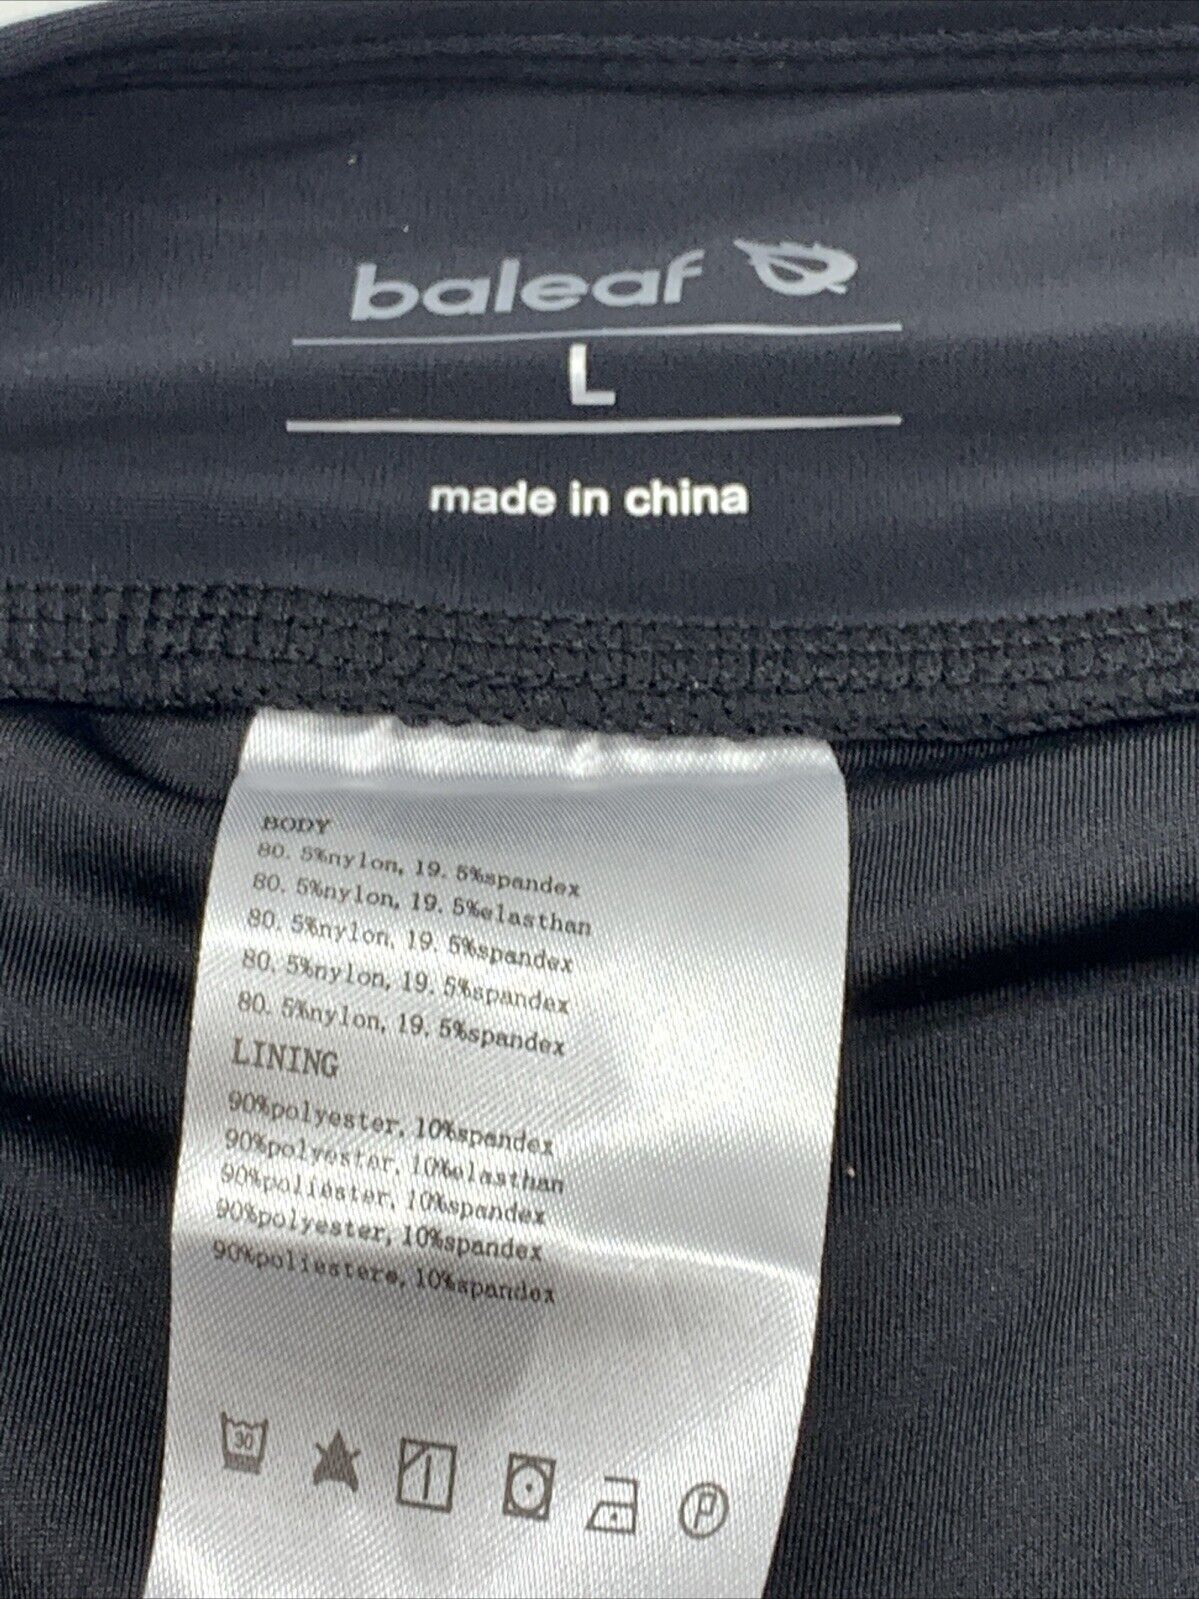 baleaf
L
made in china
BODY
80.5%nylon, 19.5%spandex
80.5%nylon, 19.5%elasthan
80.5%nylon, 19.5%spandex
80.5%nylon, 19.5%spandex
80.5%nylon, 19.5%spandex
LINING
90%polyester, 10%spandex
90%polyester, 10%elasthan
90%poliéster, 10%spandex
90%polyester, 10%spandex
90%poliestere, 10%spandex
30
P